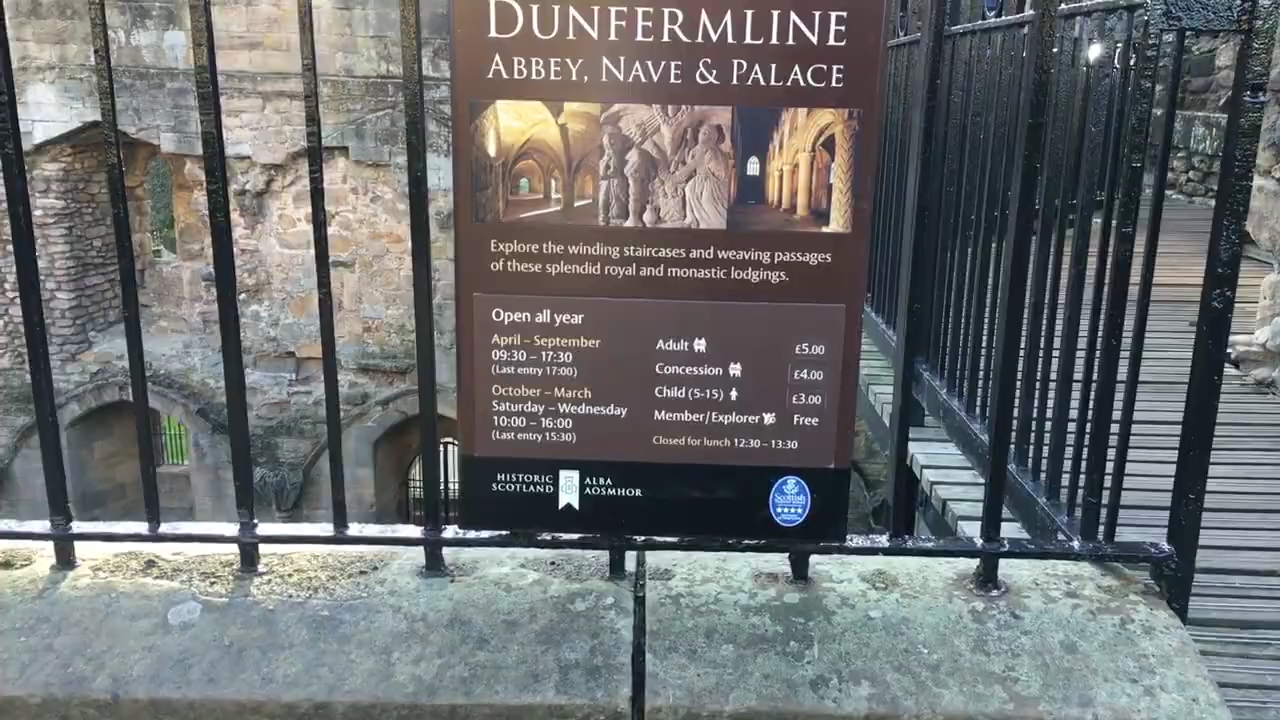 DUNFERMLINE
ABBEY, NAVE & PALACE
Explore the winding staircases and weaving passages
of these splendid royal and monastic lodgings.
Open all year
April – September
09:30 – 17:30
(Last entry 17:00)
October – March
Saturday – Wednesday
10:00 – 16:00
(Last entry 15:30)
Adult £5.00
Concession £4.00
Child (5-15) £3.00
Member/Explorer Free
Closed for lunch 12:30 – 13:30
HISTORIC
SCOTLAND
ALBA
AOSMHOR
Scottish